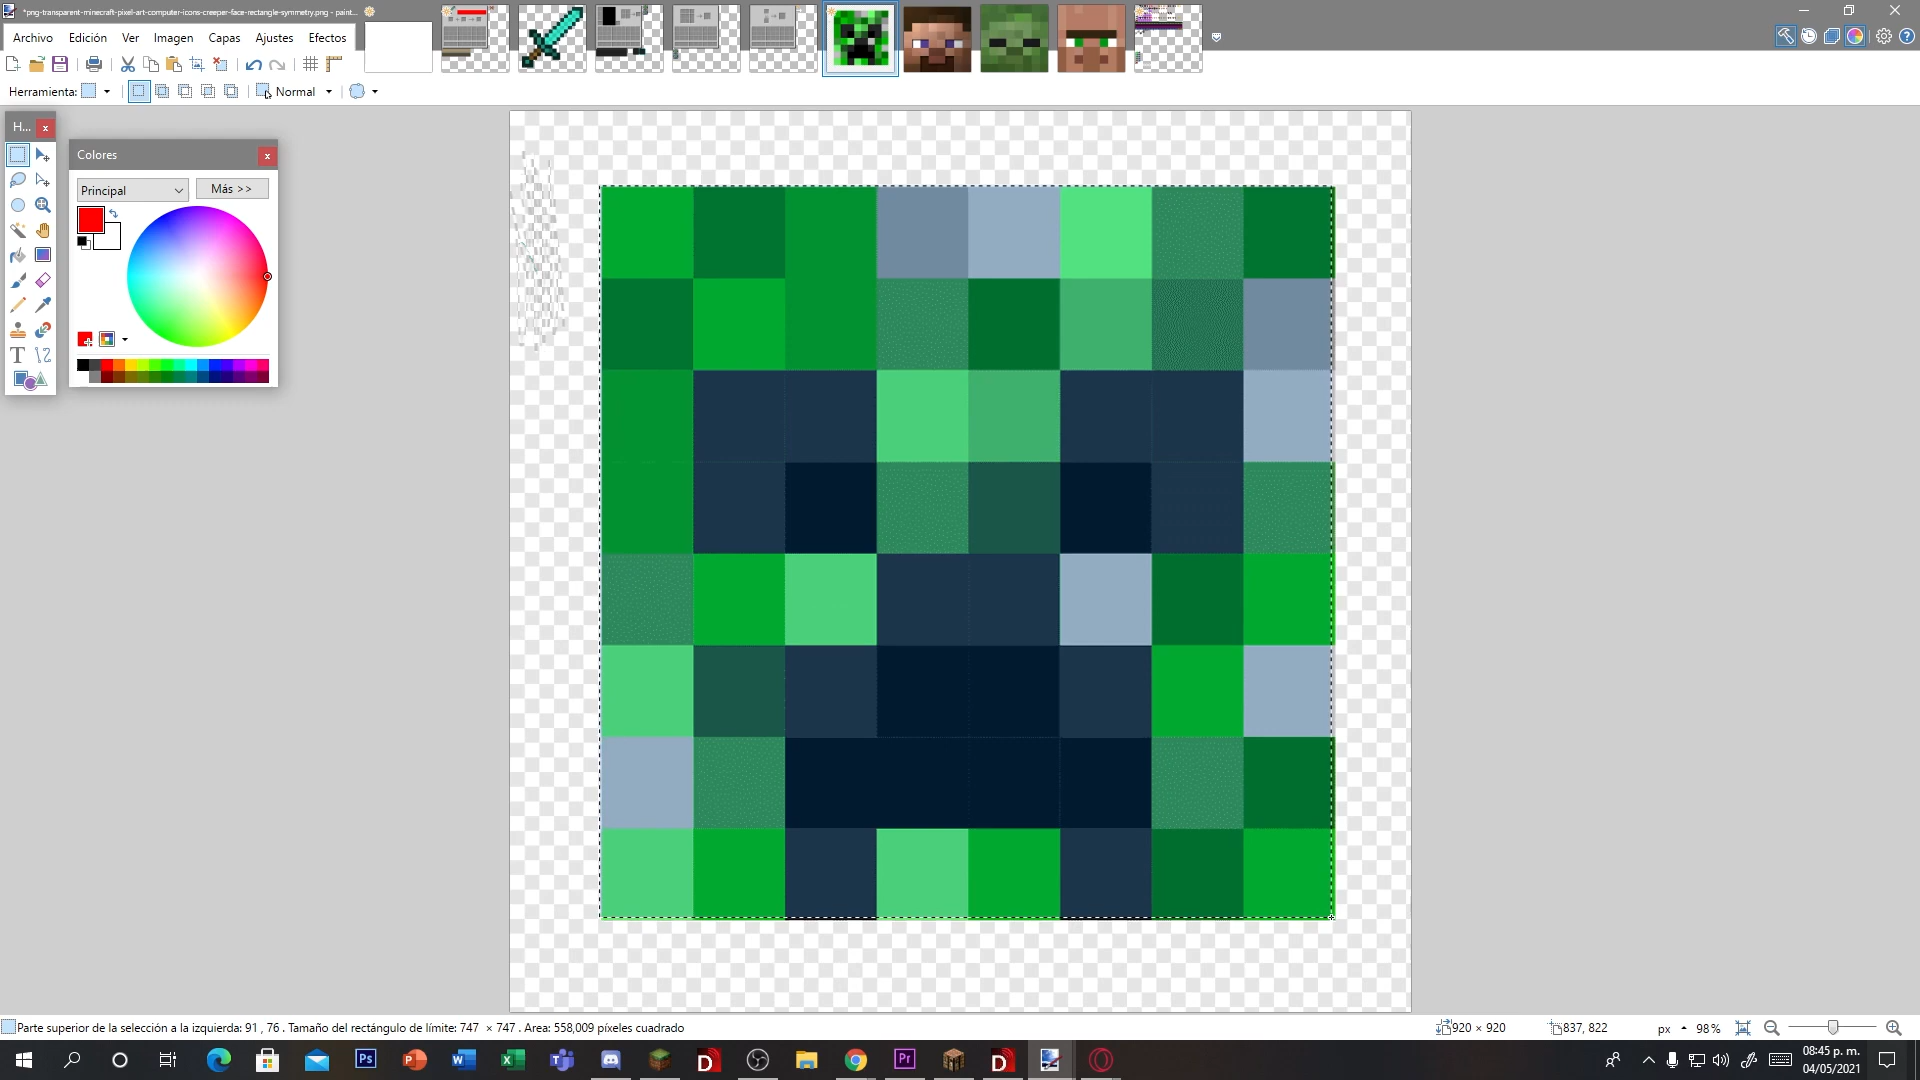 *png-transparent-minecraft-pixel-art-computer-icons-creeper-face-rectangle-symmetry.png - paint...
Archivo Edición Ver Imagen Capas Ajustes Efectos
Herramienta: Normal
H...
Colores
Principal Más >>
Parte superior de la selección a la izquierda: 91 , 76 . Tamaño del rectángulo de límite: 747 × 747 . Area: 558,009 píxeles cuadrado
920 × 920 837, 822 px 98%
Ps P W X T D Pr D
08:45 p. m.
04/05/2021